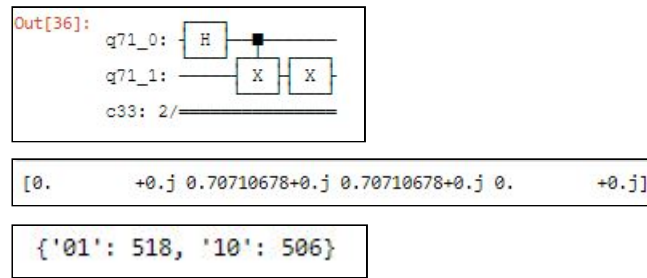 Out[36]:
q71_0: H ■
q71_1: X X
c33: 2/
[0. +0.j 0.70710678+0.j 0.70710678+0.j 0. +0.j]
{'01': 518, '10': 506}